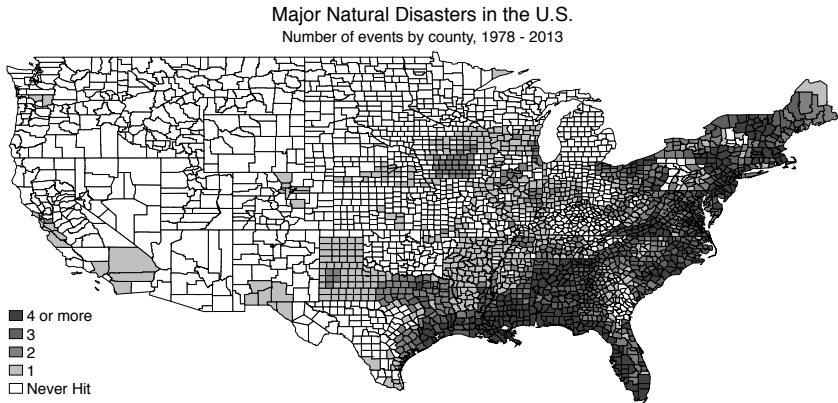 Major Natural Disasters in the U.S.
Number of events by county, 1978 - 2013
4 or more
3
2
1
Never Hit